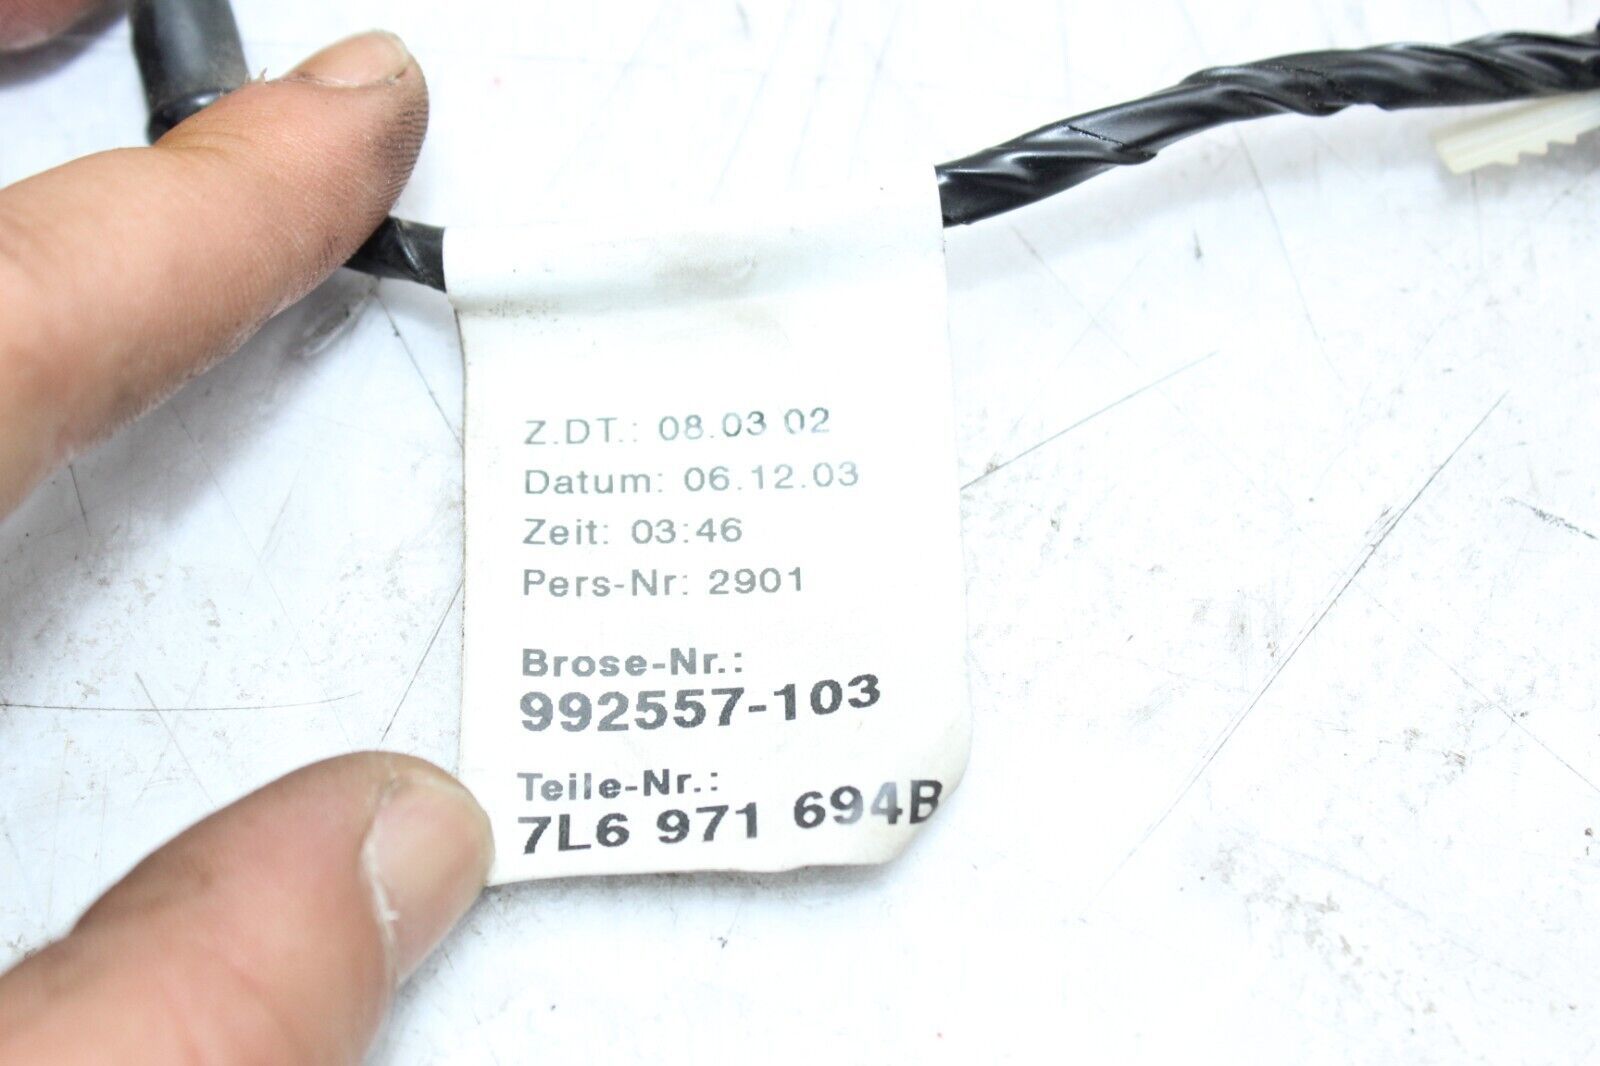 Z.DT.: 08.03 02
Datum: 06.12.03
Zeit: 03:46
Pers-Nr: 2901
Brose-Nr.:
992557-103
Teile-Nr.:
7L6 971 694B